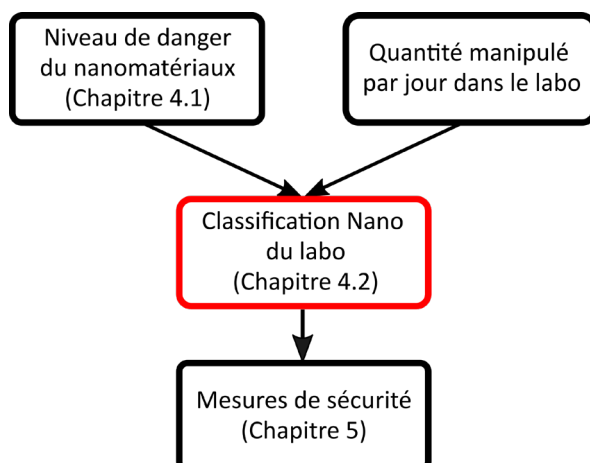 Niveau de danger
du nanomatériaux
(Chapitre 4.1)
Quantité manipulé
par jour dans le labo
Classification Nano
du labo
(Chapitre 4.2)
Mesures de sécurité
(Chapitre 5)